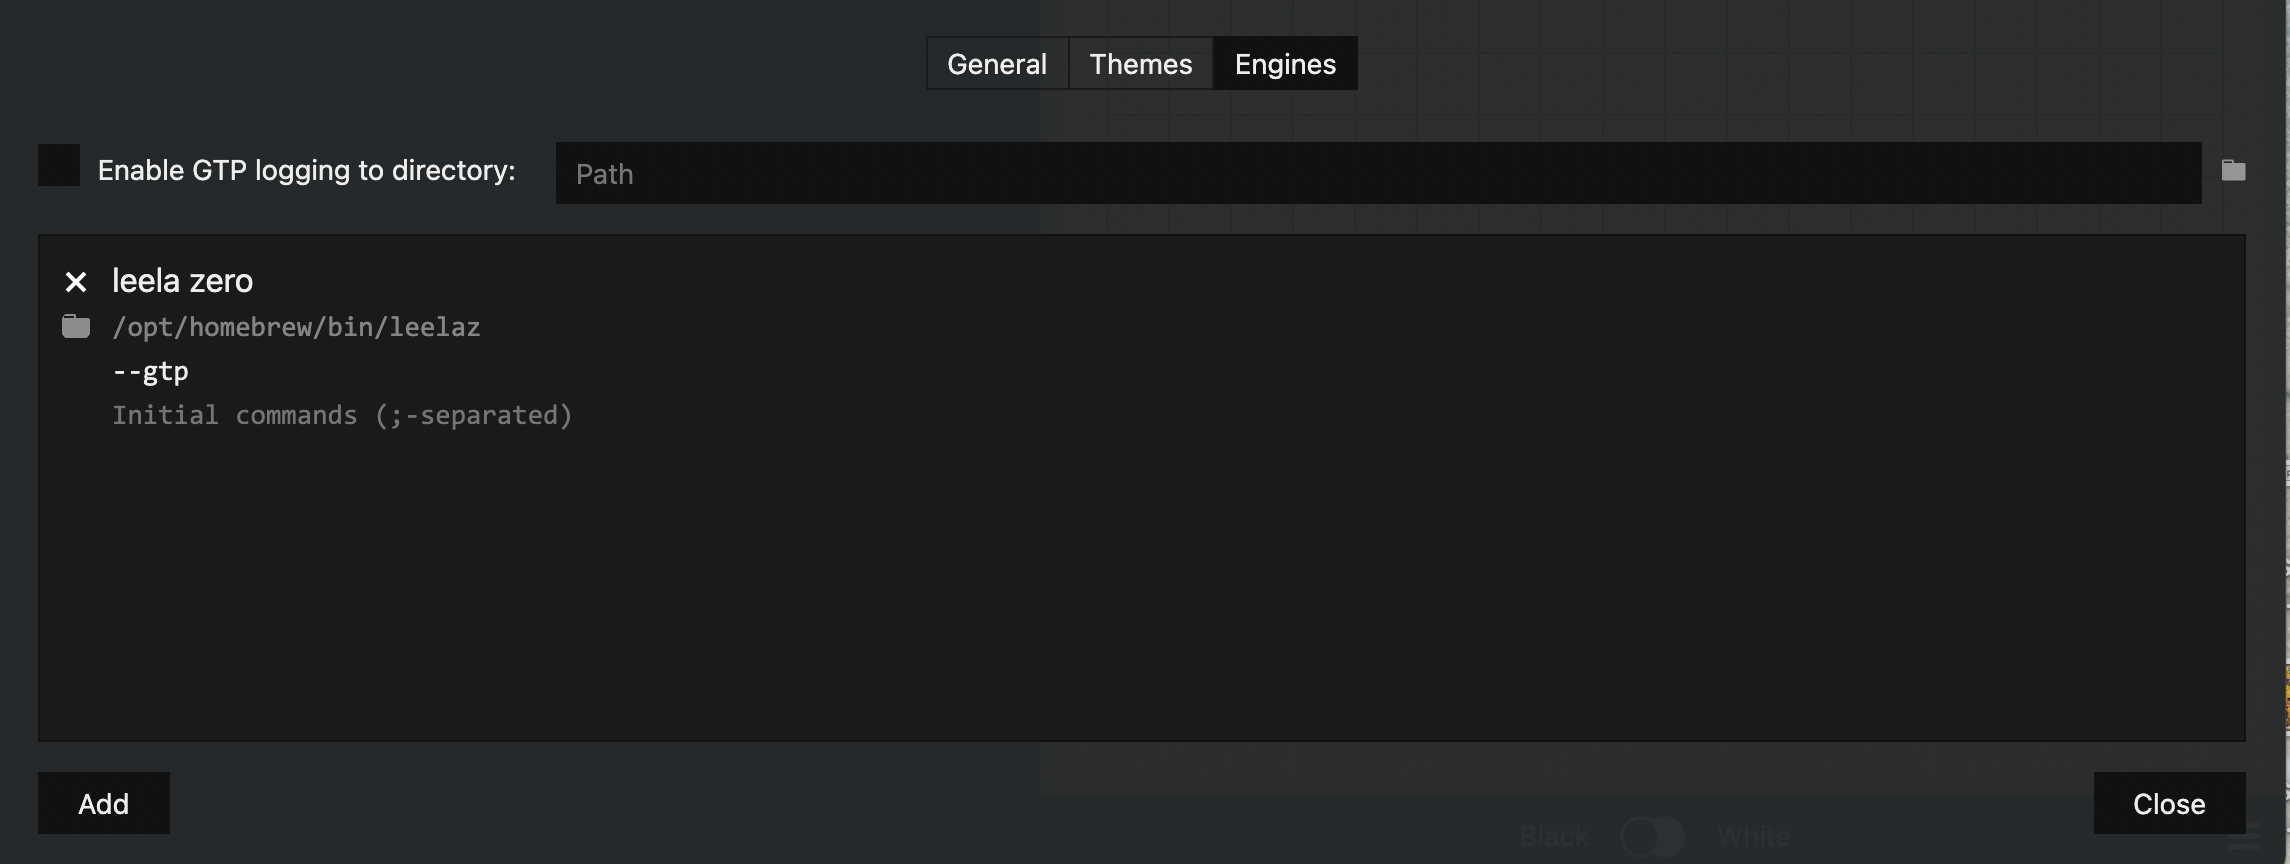 General Themes Engines
Enable GTP logging to directory: Path
leela zero
/opt/homebrew/bin/leelaz
--gtp
Initial commands (;-separated)
Add Close
Black White